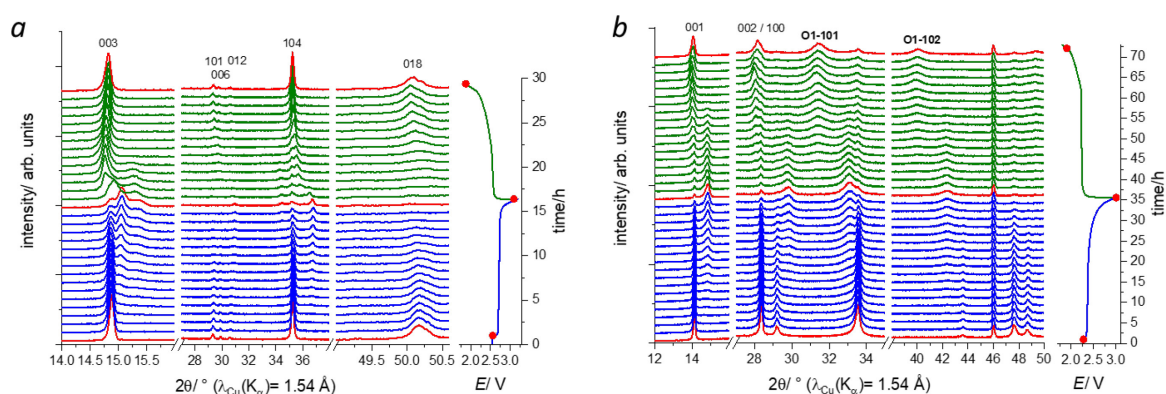 a
003
101 012
006
104
018
intensity/ arb. units
14.0 14.5 15.0 15.5 28 30 32 34 36 49.5 50.0 50.5
2θ/ ° (λCu(Kα)= 1.54 Å)
30
25
20
15
10
5
0
time/h
2.0 2.5 3.0
E/ V
b
001
002 / 100
O1-101
O1-102
intensity/ arb. units
12 14 28 30 32 34 40 42 44 46 48 50
2θ/ ° (λCu(Kα)= 1.54 Å)
70
65
60
55
50
45
40
35
30
25
20
15
10
5
0
time/h
2.0 2.5 3.0
E/ V